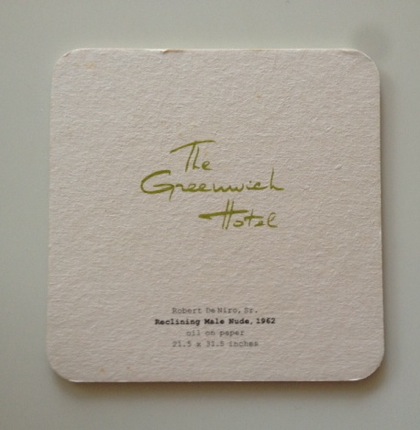 The
Greenwich
Hotel
Robert De Niro, Sr.
Reclining Male Nude, 1962
oil on paper
21.5 x 31.5 inches